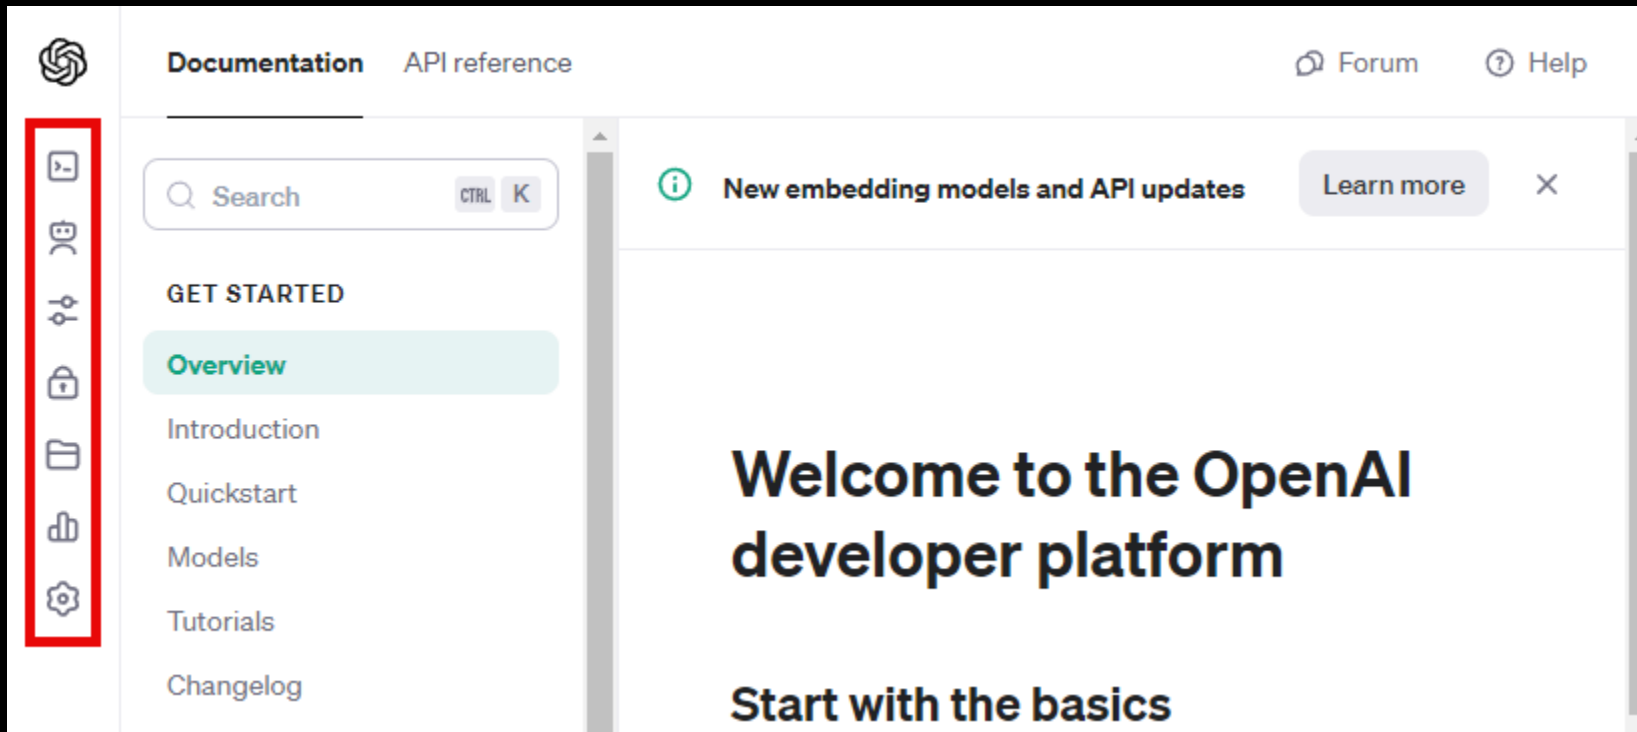 Documentation API reference Forum Help
Search CTRL K
GET STARTED
Overview
Introduction
Quickstart
Models
Tutorials
Changelog
New embedding models and API updates Learn more
Welcome to the OpenAI
developer platform
Start with the basics